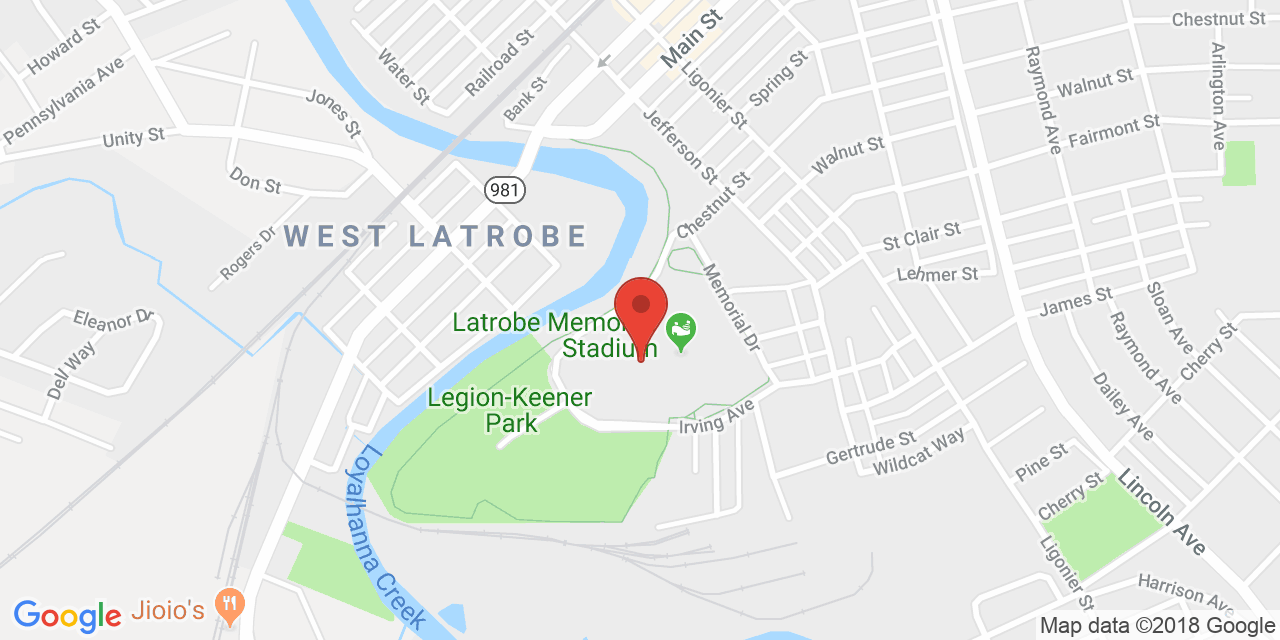 Chestnut St
Howard St
Main St
Railroad St
Water St
Pennsylvania Ave
Bank St
Ligonier St
Spring St
Raymond Ave
Walnut St
Arlington Ave
Jones St
Unity St
Jefferson St
Fairmont St
Walnut St
Don St
981
Chestnut St
WEST LATROBE
Rogers Dr
St Clair St
Lehmer St
Memorial Dr
James St
Sloan Ave
Eleanor Dr
Latrobe Memo
Stadium
Dell Way
Raymond Ave
Cherry St
Legion-Keener
Park
Irving Ave
Dailey Ave
Gertrude St
Wildcat Way
Pine St
Cherry St
Lincoln Ave
Loyalhanna Creek
Ligonier St
Harrison Ave
Google
Jioio's
Map data ©2018 Google